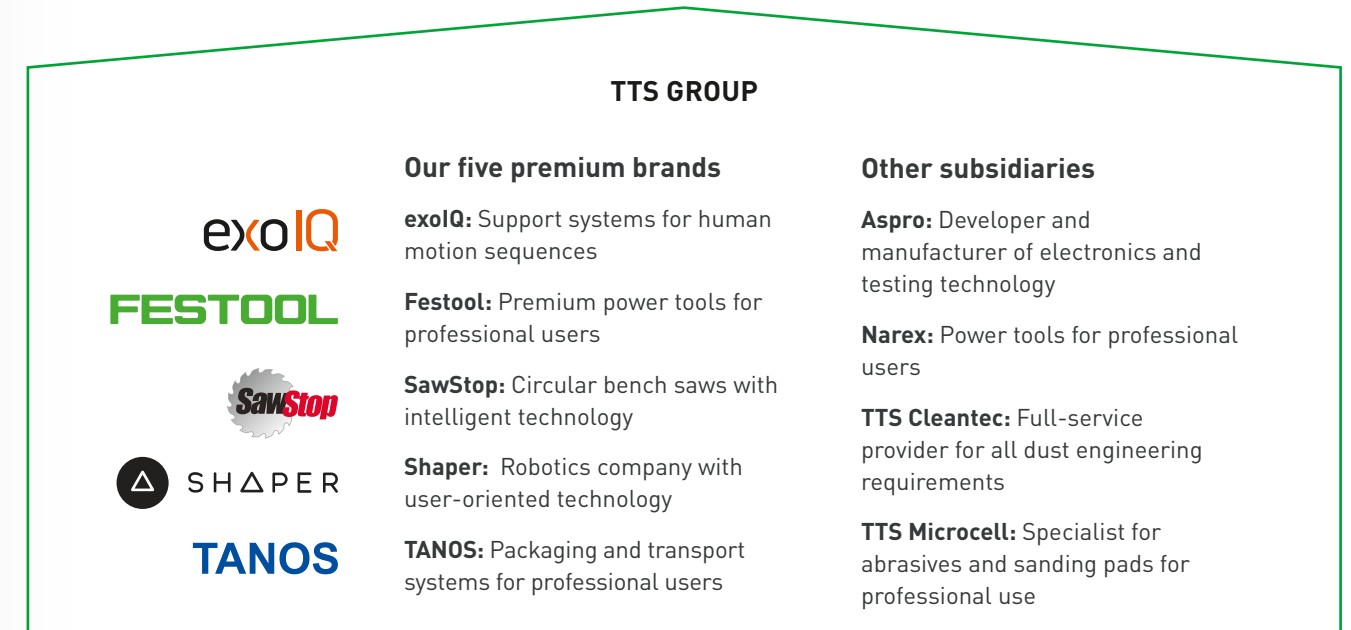 TTS GROUP
exoIQ
FESTOOL
SawStop
SHAPER
TANOS
Our five premium brands
exoIQ: Support systems for human
motion sequences
Festool: Premium power tools for
professional users
SawStop: Circular bench saws with
intelligent technology
Shaper: Robotics company with
user-oriented technology
TANOS: Packaging and transport
systems for professional users
Other subsidiaries
Aspro: Developer and
manufacturer of electronics and
testing technology
Narex: Power tools for professional
users
TTS Cleantec: Full-service
provider for all dust engineering
requirements
TTS Microcell: Specialist for
abrasives and sanding pads for
professional use